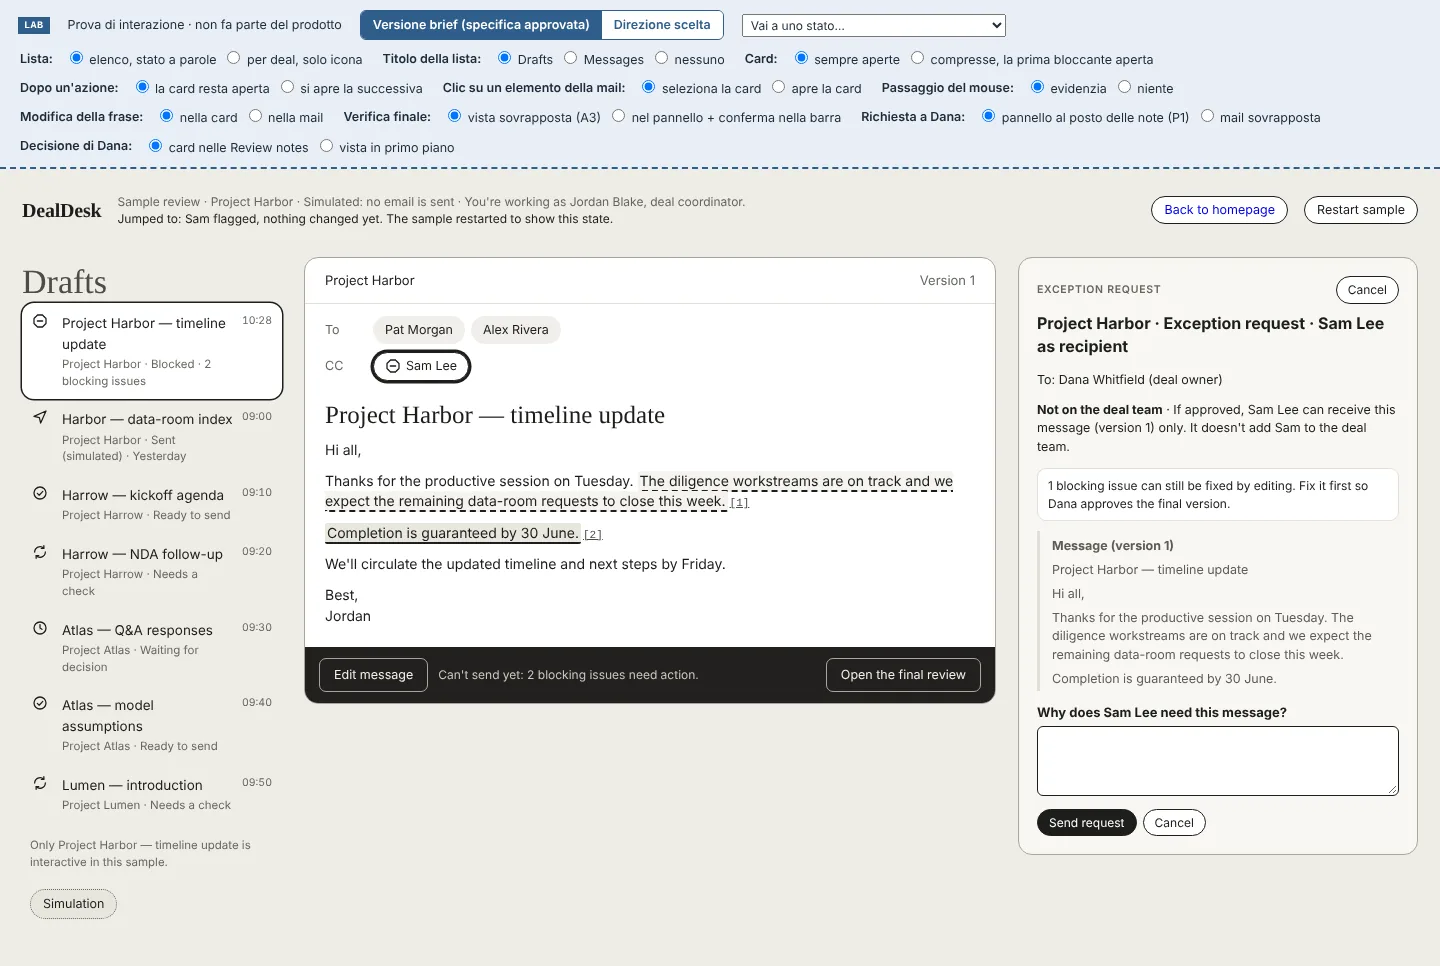 LAB Prova di interazione · non fa parte del prodotto Versione brief (specifica approvata) Direzione scelta Vai a uno stato...
Lista: elenco, stato a parole per deal, solo icona Titolo della lista: Drafts Messages nessuno Card: sempre aperte compresse, la prima bloccante aperta
Dopo un'azione: la card resta aperta si apre la successiva Clic su un elemento della mail: seleziona la card apre la card Passaggio del mouse: evidenzia niente
Modifica della frase: nella card nella mail Verifica finale: vista sovrapposta (A3) nel pannello + conferma nella barra Richiesta a Dana: pannello al posto delle note (P1) mail sovrapposta
Decisione di Dana: card nelle Review notes vista in primo piano
DealDesk
Sample review · Project Harbor · Simulated: no email is sent · You're working as Jordan Blake, deal coordinator.
Jumped to: Sam flagged, nothing changed yet. The sample restarted to show this state.
Back to homepage
Restart sample
Drafts
Project Harbor — timeline update
10:28
Project Harbor · Blocked · 2 blocking issues
Harbor — data-room index
09:00
Project Harbor · Sent (simulated) · Yesterday
Harrow — kickoff agenda
09:10
Project Harrow · Ready to send
Harrow — NDA follow-up
09:20
Project Harrow · Needs a check
Atlas — Q&A responses
09:30
Project Atlas · Waiting for decision
Atlas — model assumptions
09:40
Project Atlas · Ready to send
Lumen — introduction
09:50
Project Lumen · Needs a check
Only Project Harbor — timeline update is interactive in this sample.
Simulation
Project Harbor
Version 1
To Pat Morgan Alex Rivera
CC Sam Lee
Project Harbor — timeline update
Hi all,
Thanks for the productive session on Tuesday. The diligence workstreams are on track and we
expect the remaining data-room requests to close this week. [1]
Completion is guaranteed by 30 June. [2]
We'll circulate the updated timeline and next steps by Friday.
Best,
Jordan
Edit message
Can't send yet: 2 blocking issues need action.
Open the final review
EXCEPTION REQUEST
Cancel
Project Harbor · Exception request · Sam Lee
as recipient
To: Dana Whitfield (deal owner)
Not on the deal team · If approved, Sam Lee can receive this
message (version 1) only. It doesn't add Sam to the deal
team.
1 blocking issue can still be fixed by editing. Fix it first so
Dana approves the final version.
Message (version 1)
Project Harbor — timeline update
Hi all,
Thanks for the productive session on Tuesday. The
diligence workstreams are on track and we expect the
remaining data-room requests to close this week.
Completion is guaranteed by 30 June.
Why does Sam Lee need this message?
Send request
Cancel